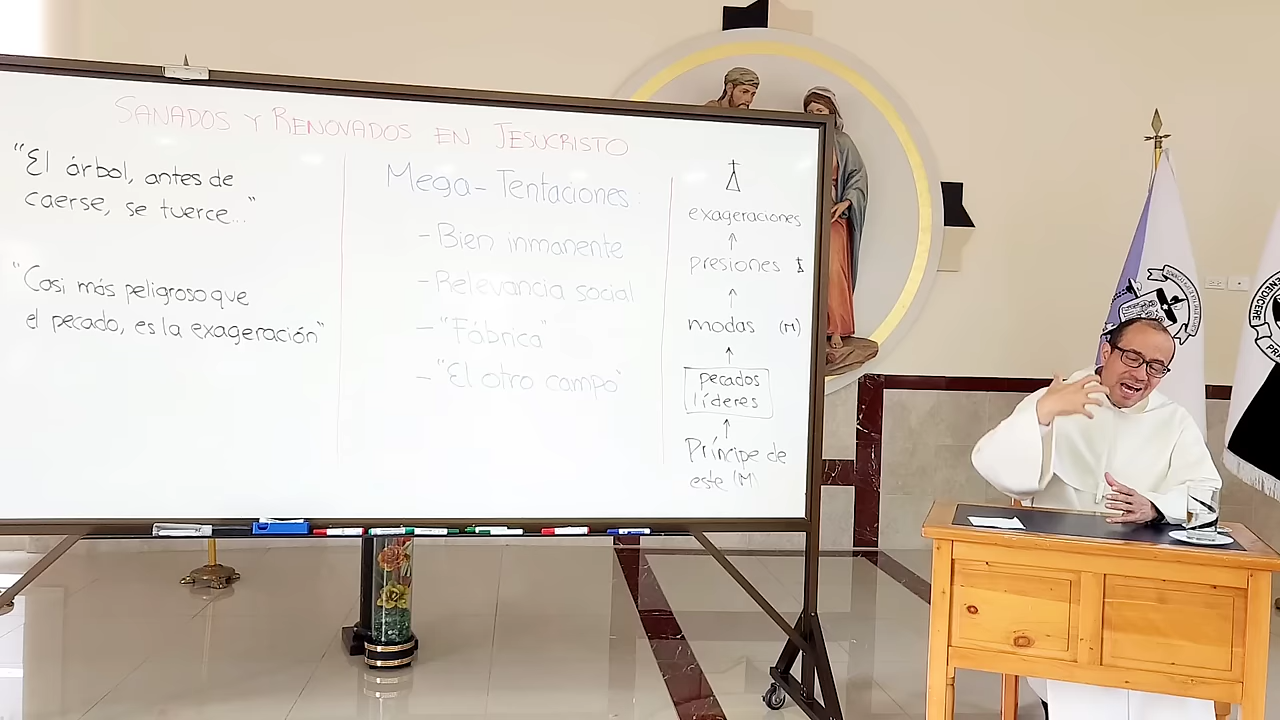 SANADOS Y RENOVADOS EN JESUCRISTO
"El árbol, antes de
caerse, se tuerce..."
"Casi más peligroso que
el pecado, es la exageración"
Mega-Tentaciones:
- Bien inmanente
- Relevancia social
- "Fábrica"
- "El otro campo"
exageraciones
presiones
modas (M)
pecados
líderes
Príncipe de
este (M)
BENEDICERE